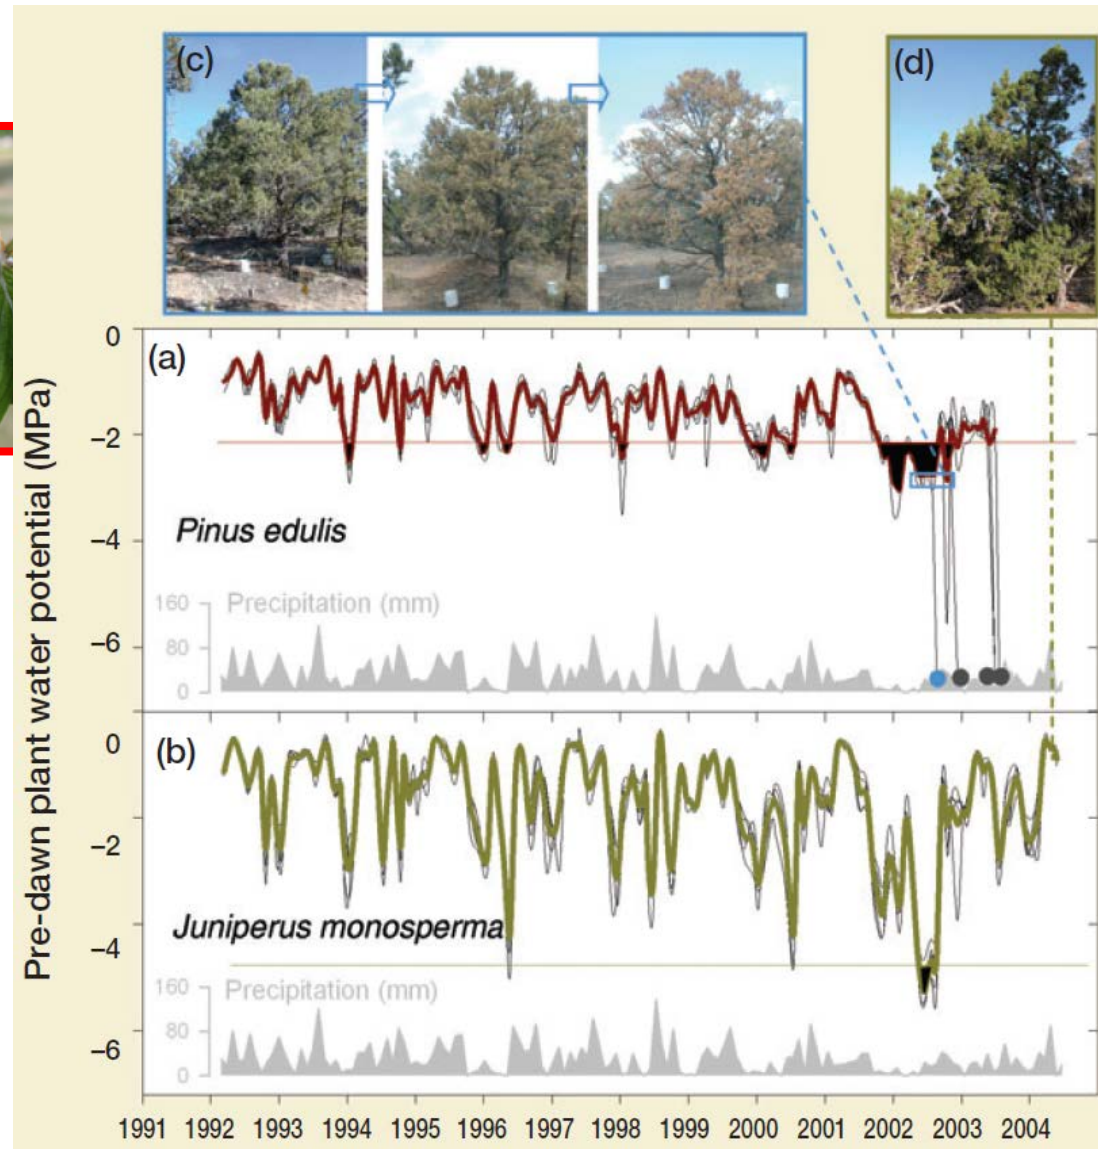 (c)
(d)
Pre-dawn plant water potential (MPa)
0
−2
−4
−6
(a)
Pinus edulis
160
80
0
Precipitation (mm)
0
−2
−4
−6
(b)
Juniperus monosperma
160
80
0
Precipitation (mm)
1991 1992 1993 1994 1995 1996 1997 1998 1999 2000 2001 2002 2003 2004